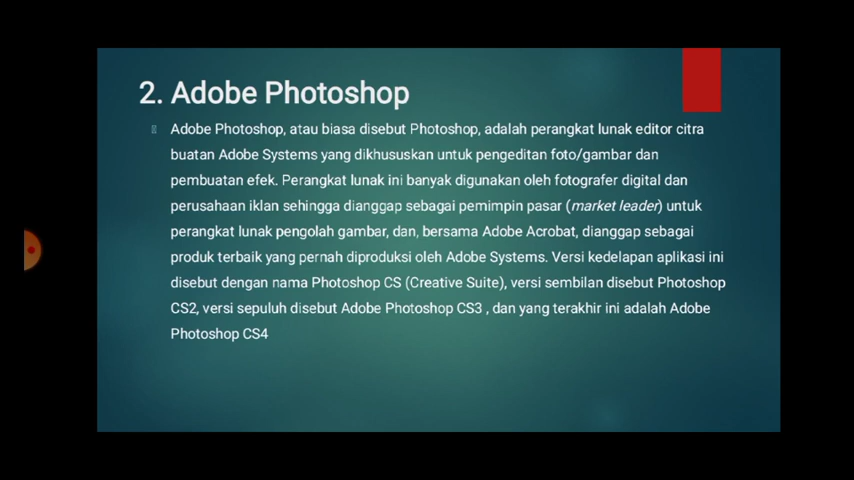 2. Adobe Photoshop
Adobe Photoshop, atau biasa disebut Photoshop, adalah perangkat lunak editor citra
buatan Adobe Systems yang dikhususkan untuk pengeditan foto/gambar dan
pembuatan efek. Perangkat lunak ini banyak digunakan oleh fotografer digital dan
perusahaan iklan sehingga dianggap sebagai pemimpin pasar (market leader) untuk
perangkat lunak pengolah gambar, dan, bersama Adobe Acrobat, dianggap sebagai
produk terbaik yang pernah diproduksi oleh Adobe Systems. Versi kedelapan aplikasi ini
disebut dengan nama Photoshop CS (Creative Suite), versi sembilan disebut Photoshop
CS2, versi sepuluh disebut Adobe Photoshop CS3 , dan yang terakhir ini adalah Adobe
Photoshop CS4